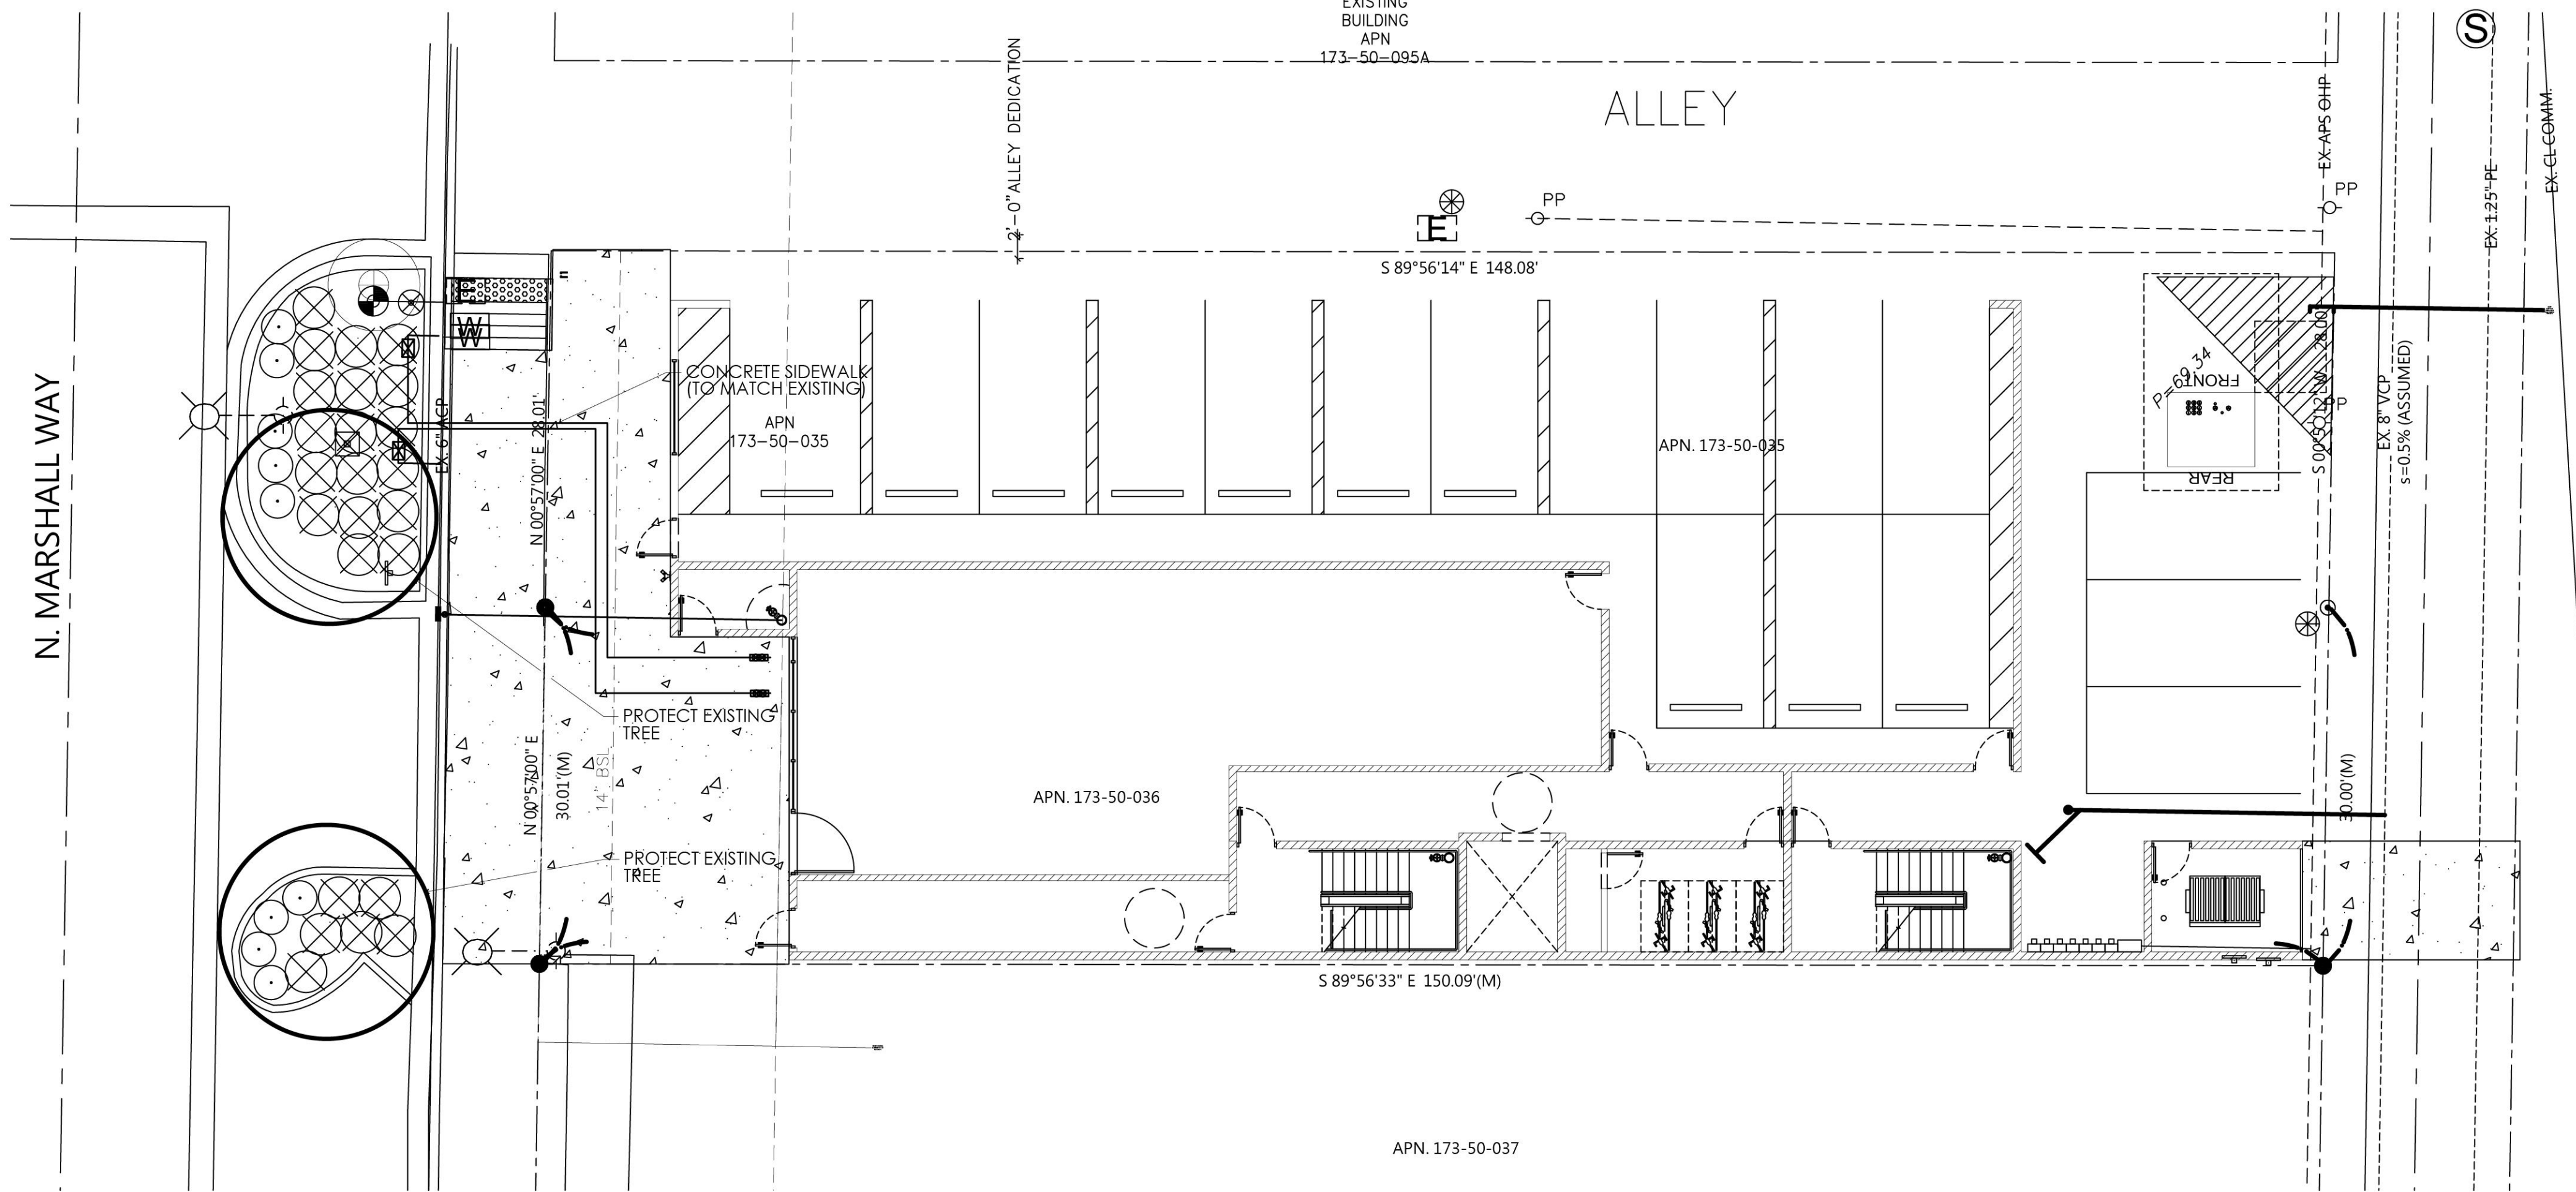 EXISTING
BUILDING
APN
173-50-095A
S
ALLEY
2'-0" ALLEY DEDICATION
EX. APS OHP
EX. 1.25" PE
EX. CL COMM.
PP
PP
E
S 89°56'14" E 148.08'
W
W
CONCRETE SIDEWALK
(TO MATCH EXISTING)
APN
173-50-035
APN. 173-50-035
N. MARSHALL WAY
EX. 6" ACP
N 00°57'00" E 28.01'
P=69.34
FRONT
REAR
PP
28.00'
EX. 8" VCP
s=0.5% (ASSUMED)
PROTECT EXISTING
TREE
N 00°57'00" E
30.01'(M)
14' BSL
APN. 173-50-036
30.00'(M)
PROTECT EXISTING
TREE
S 89°56'33" E 150.09'(M)
APN. 173-50-037